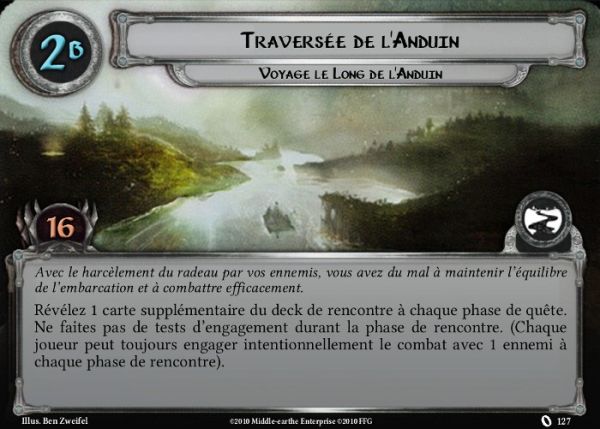 2B
Traversée de l'Anduin
Voyage le Long de l'Anduin
16
Avec le harcèlement du radeau par vos ennemis, vous avez du mal à maintenir l'équilibre
de l'embarcation et à combattre efficacement.
Révélez 1 carte supplémentaire du deck de rencontre à chaque phase de quête.
Ne faites pas de tests d'engagement durant la phase de rencontre. (Chaque
joueur peut toujours engager intentionnellement le combat avec 1 ennemi à
chaque phase de rencontre).
Illus. Ben Zweifel
©2010 Middle-earthe Enterprise ©2010 FFG
127